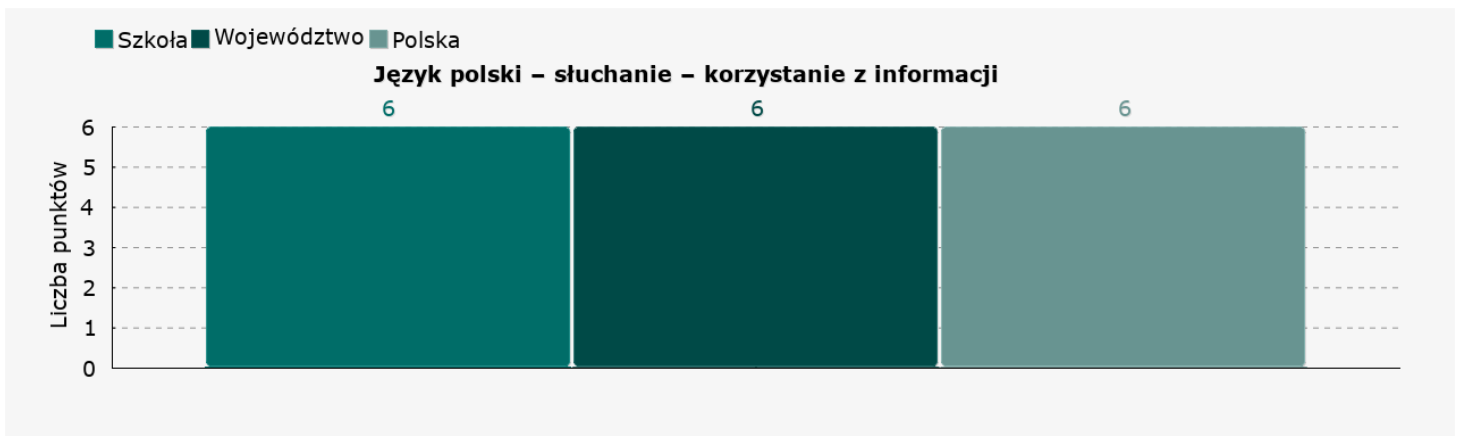 Szkoła Województwo Polska
Język polski – słuchanie – korzystanie z informacji
6 6 6
Liczba punktów
6
5
4
3
2
1
0